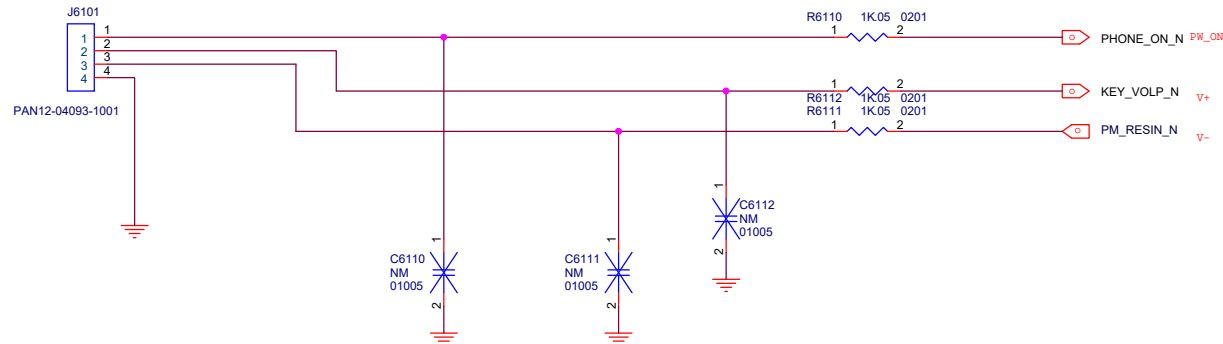 J6101
1
2
3
4
1
2
3
4
PAN12-04093-1001
R6110 1K.05 0201
1 2
PHONE_ON_N PW_ON
1 2
R6112 1K.05 0201
KEY_VOLP_N V+
R6111 1K.05 0201
1 2
PM_RESIN_N V-
1
C6112
NM
01005
2
1
C6110
NM
01005
2
1
C6111
NM
01005
2